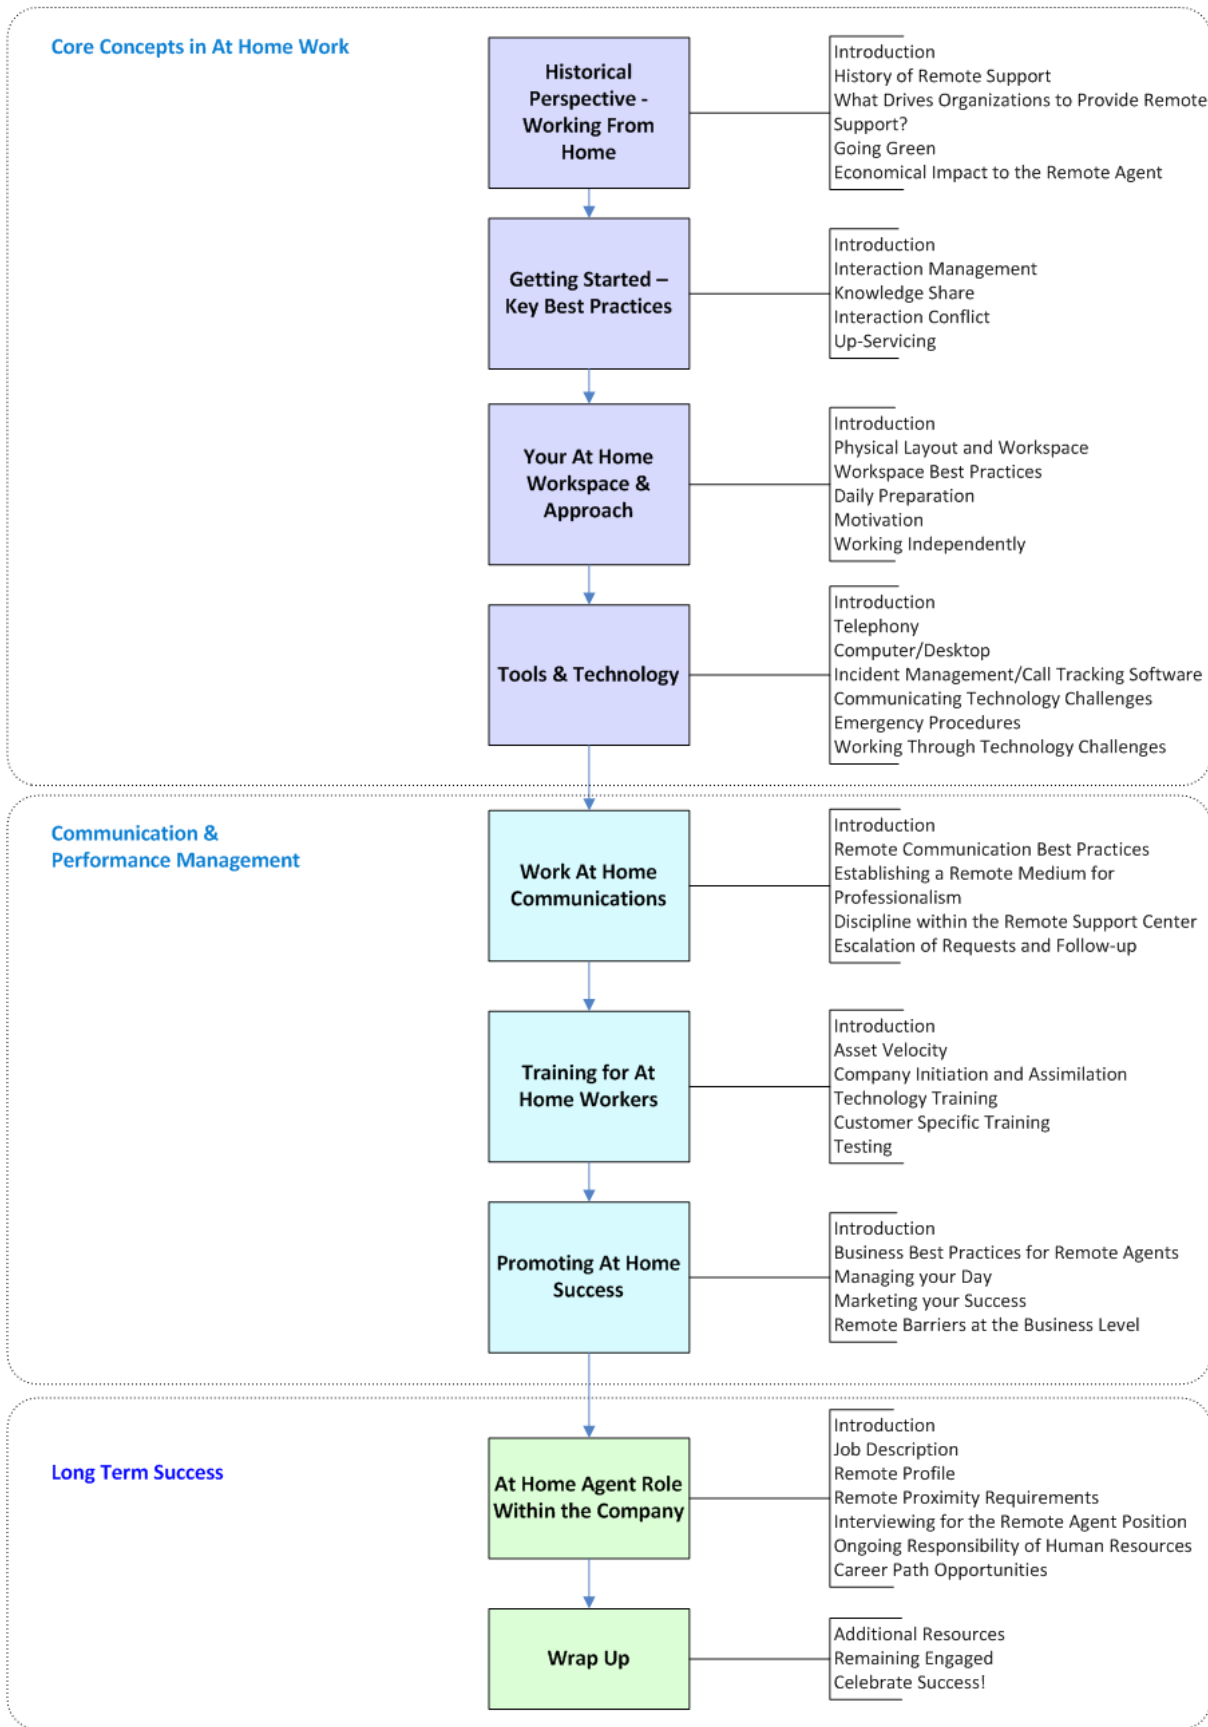 Core Concepts in At Home Work
Historical
Perspective -
Working From
Home
Introduction
History of Remote Support
What Drives Organizations to Provide Remote
Support?
Going Green
Economical Impact to the Remote Agent
Getting Started –
Key Best Practices
Introduction
Interaction Management
Knowledge Share
Interaction Conflict
Up-Servicing
Your At Home
Workspace &
Approach
Introduction
Physical Layout and Workspace
Workspace Best Practices
Daily Preparation
Motivation
Working Independently
Tools & Technology
Introduction
Telephony
Computer/Desktop
Incident Management/Call Tracking Software
Communicating Technology Challenges
Emergency Procedures
Working Through Technology Challenges
Communication &
Performance Management
Work At Home
Communications
Introduction
Remote Communication Best Practices
Establishing a Remote Medium for
Professionalism
Discipline within the Remote Support Center
Escalation of Requests and Follow-up
Training for At
Home Workers
Introduction
Asset Velocity
Company Initiation and Assimilation
Technology Training
Customer Specific Training
Testing
Promoting At Home
Success
Introduction
Business Best Practices for Remote Agents
Managing your Day
Marketing your Success
Remote Barriers at the Business Level
Long Term Success
At Home Agent Role
Within the Company
Introduction
Job Description
Remote Profile
Remote Proximity Requirements
Interviewing for the Remote Agent Position
Ongoing Responsibility of Human Resources
Career Path Opportunities
Wrap Up
Additional Resources
Remaining Engaged
Celebrate Success!